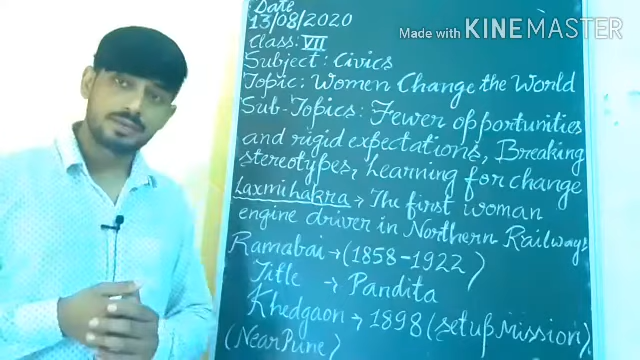 Date
13/08/2020
Made with KINEMASTER
Class: VII
Subject: Civics
Topic: Women Change the World
Sub-Topics: Fewer opportunities
and rigid expectations, Breaking
stereotypes, Learning for change
Laxmi hakra → The first woman
engine driver in Northern Railways
Ramabai → (1858-1922)
Title → Pandita
Khedgaon → 1898 (setup Mission).
(Near Pune)